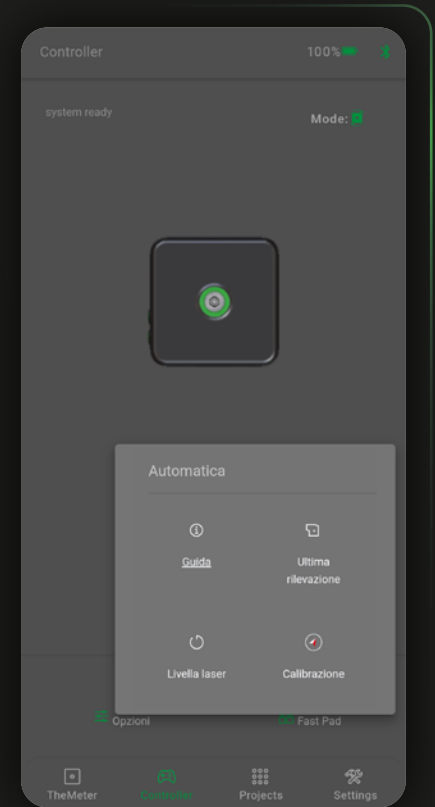 Controller
100%
system ready
Mode:
Automatica
Guida
Ultima
rilevazione
Livella laser
Calibrazione
Opzioni
Fast Pad
TheMeter
Controller
Projects
Settings